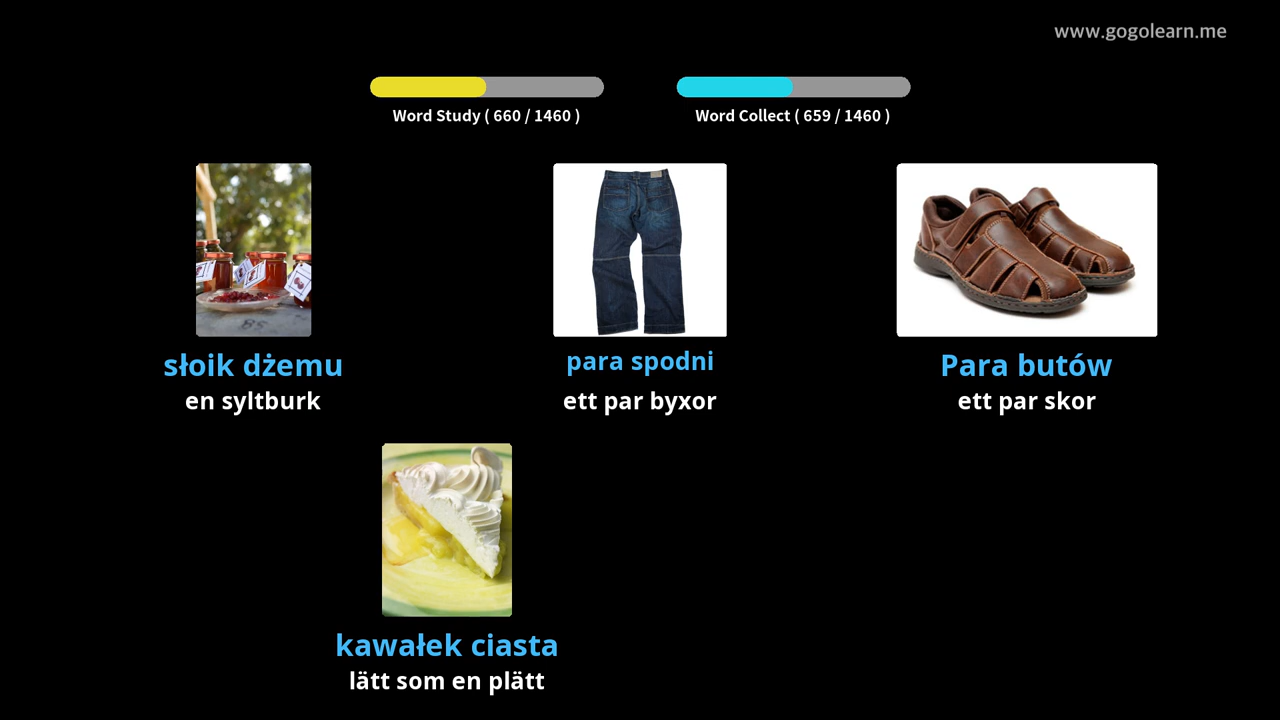 www.gogolearn.me
Word Study ( 660 / 1460 )
Word Collect ( 659 / 1460 )
słoik dżemu
en syltburk
para spodni
ett par byxor
Para butów
ett par skor
kawałek ciasta
lätt som en plätt